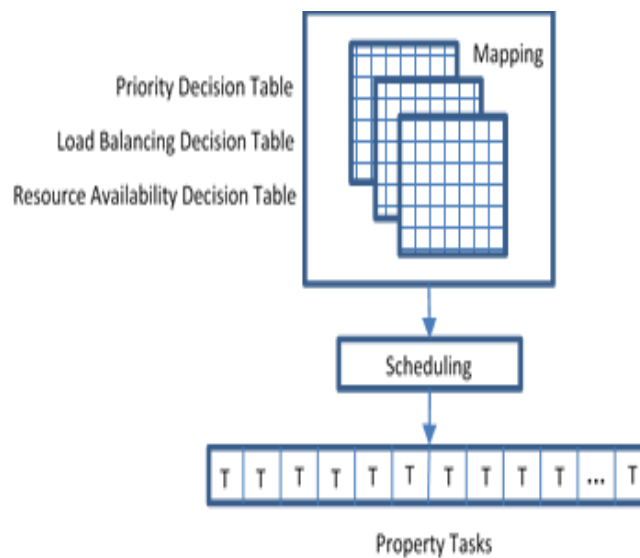 Mapping
Priority Decision Table
Load Balancing Decision Table
Resource Availability Decision Table
Scheduling
T T T T T T T T T T ... T
Property Tasks